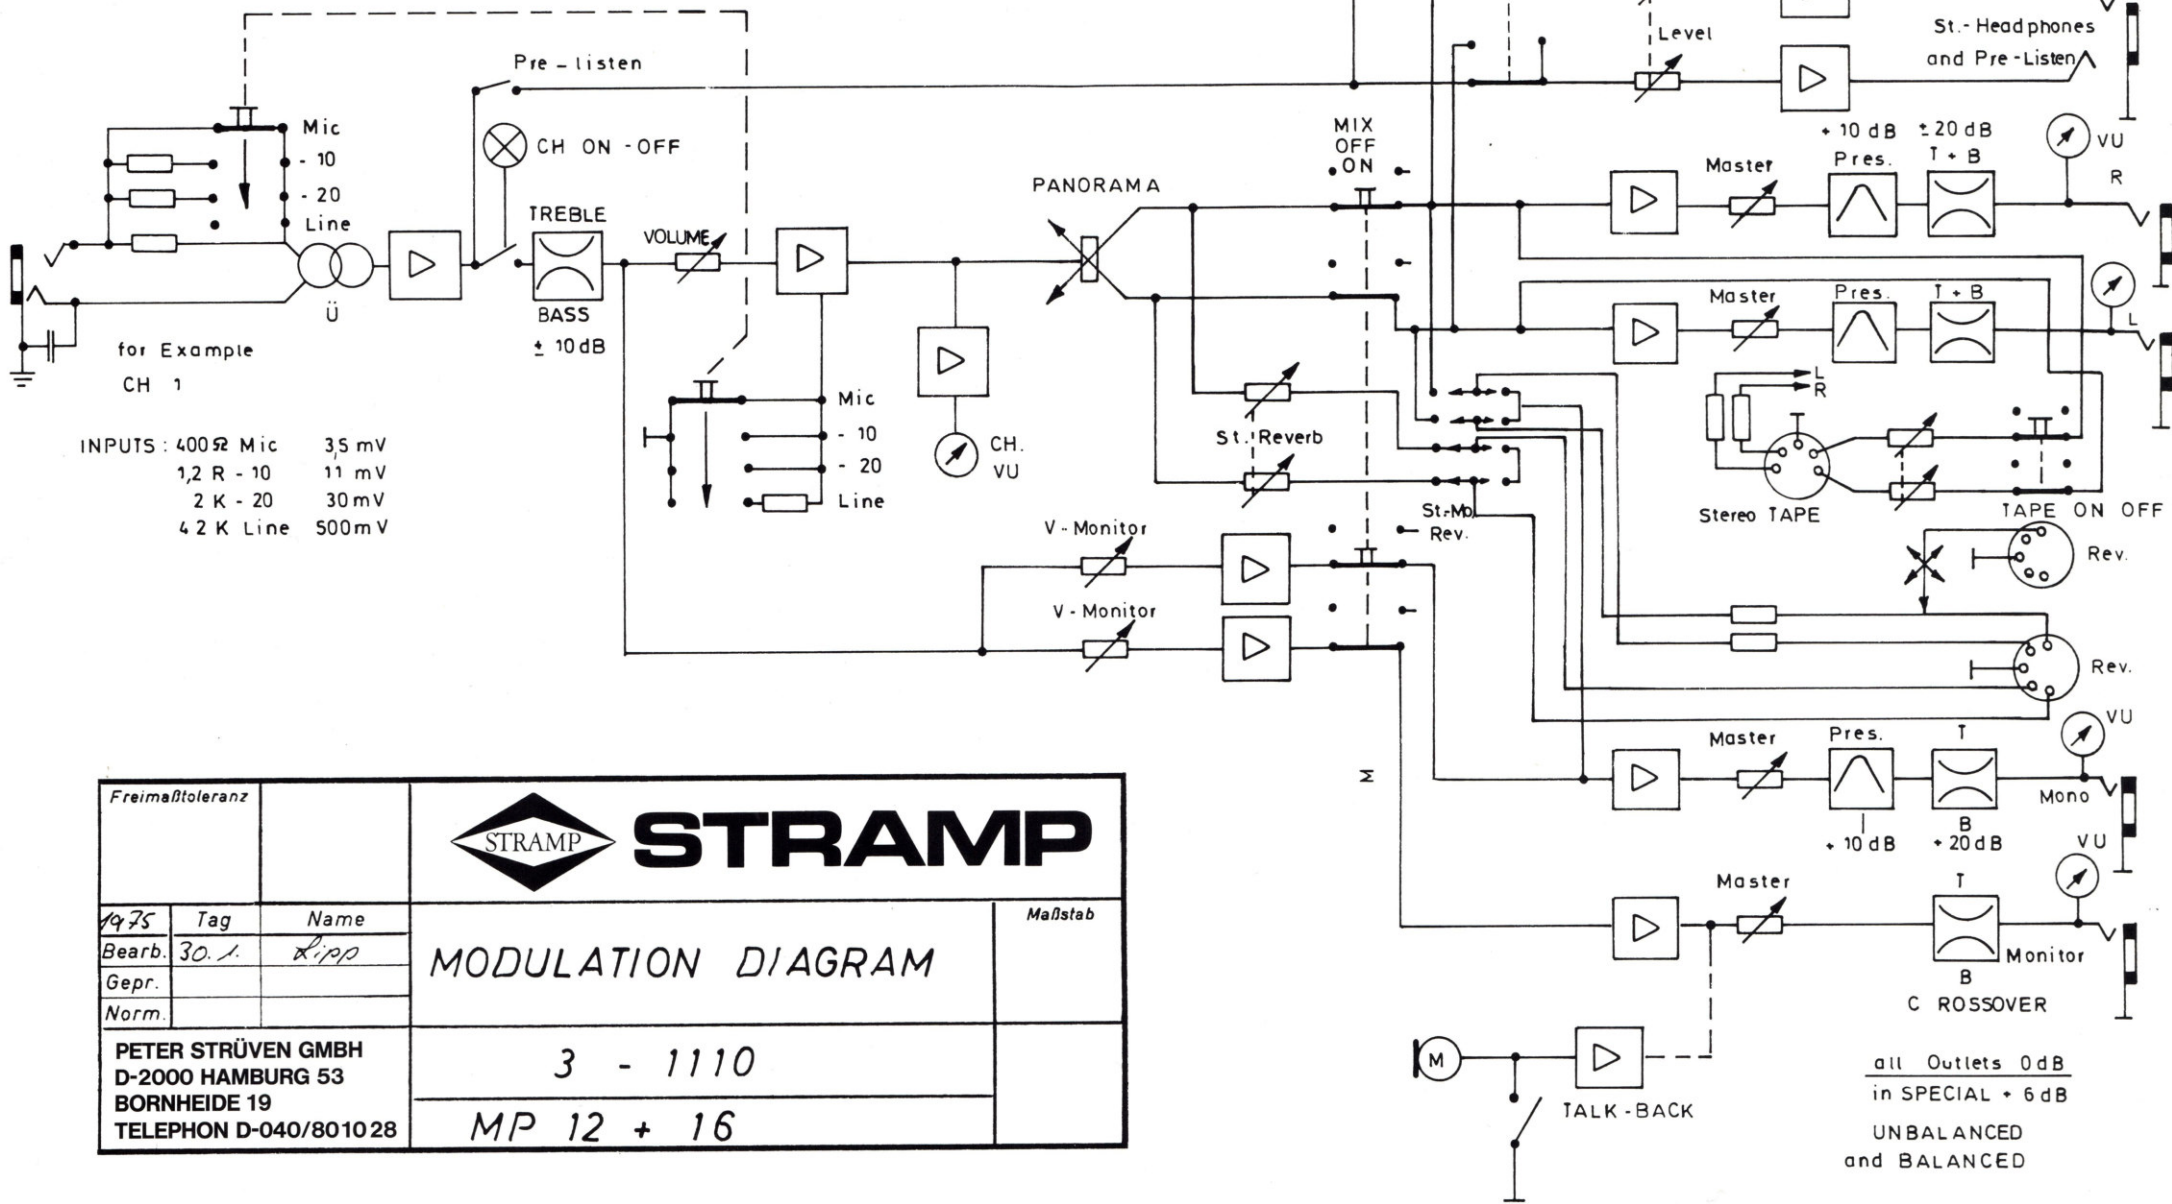 Pre - listen
Level
St.- Headphones
and Pre - Listen
Mic
- 10
- 20
Line
CH ON - OFF
TREBLE
BASS
± 10 dB
VOLUME
PANORAMA
MIX
OFF
ON
Master
+ 10 dB
Pres.
± 20 dB
T + B
VU
R
Ü
for Example
CH 1
Master
Pres.
T + B
L
INPUTS : 400 Ω Mic 3,5 mV
1,2 R - 10 11 mV
2 K - 20 30 mV
4 2 K Line 500 mV
Mic
- 10
- 20
Line
CH.
VU
St. Reverb
St.-Mo.
Rev.
L
R
Stereo TAPE
TAPE ON OFF
Rev.
Rev.
V - Monitor
V - Monitor
Σ
Master
Pres.
+ 10 dB
T
B
+ 20 dB
VU
Mono
Master
T
B
C ROSSOVER
VU
Monitor
M
TALK - BACK
all Outlets 0 dB
in SPECIAL + 6 dB
UNBALANCED
and BALANCED
Freimaßtoleranz
STRAMP
STRAMP
1975 Tag Name
Bearb. 30. 1. Lipp
Gepr.
Norm.
MODULATION DIAGRAM
Maßstab
PETER STRÜVEN GMBH
D-2000 HAMBURG 53
BORNHEIDE 19
TELEPHON D-040/80 10 28
3 - 1110
MP 12 + 16